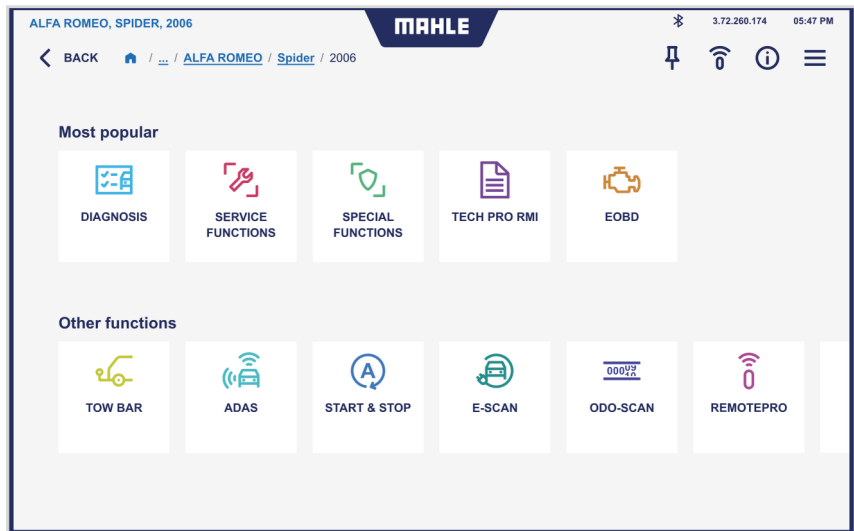 ALFA ROMEO, SPIDER, 2006
MAHLE
3.72.260.174
05:47 PM
BACK / ... / ALFA ROMEO / Spider / 2006
Most popular
DIAGNOSIS
SERVICE
FUNCTIONS
SPECIAL
FUNCTIONS
TECH PRO RMI
EOBD
Other functions
TOW BAR
ADAS
A
START & STOP
E-SCAN
ODO-SCAN
REMOTEPRO